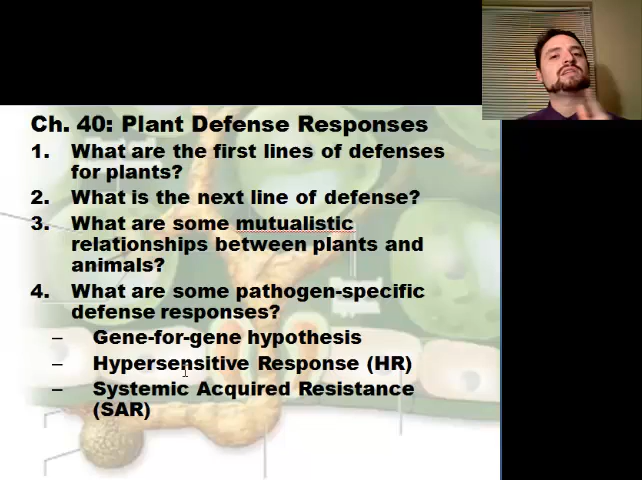 Ch. 40: Plant Defense Responses
1. What are the first lines of defenses
for plants?
2. What is the next line of defense?
3. What are some mutualistic
relationships between plants and
animals?
4. What are some pathogen-specific
defense responses?
– Gene-for-gene hypothesis
– Hypersensitive Response (HR)
– Systemic Acquired Resistance
(SAR)